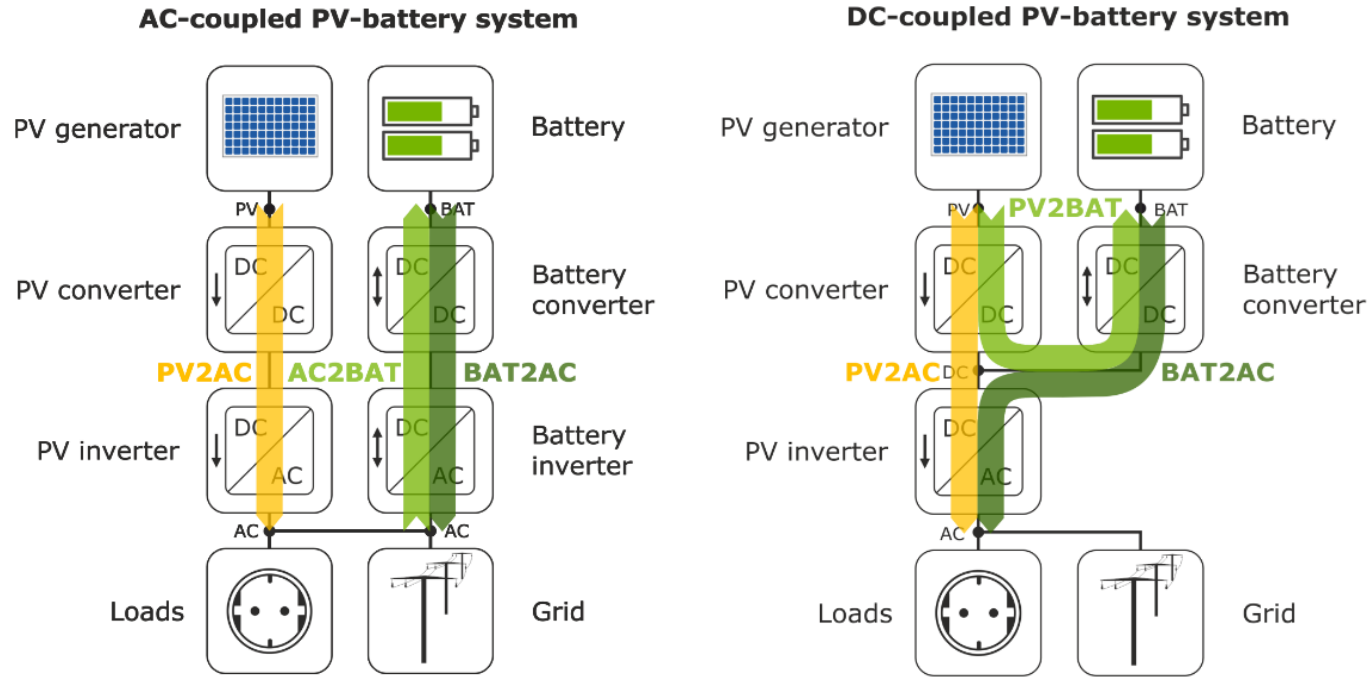 AC-coupled PV-battery system
PV generator
Battery
PV
BAT
DC
DC
DC
DC
PV converter
Battery
converter
PV2AC
AC2BAT
BAT2AC
DC
AC
DC
AC
PV inverter
Battery
inverter
AC
AC
Loads
Grid
DC-coupled PV-battery system
PV generator
Battery
PV
PV2BAT
BAT
DC
DC
DC
DC
PV converter
Battery
converter
PV2AC
DC
BAT2AC
DC
AC
PV inverter
AC
Loads
Grid